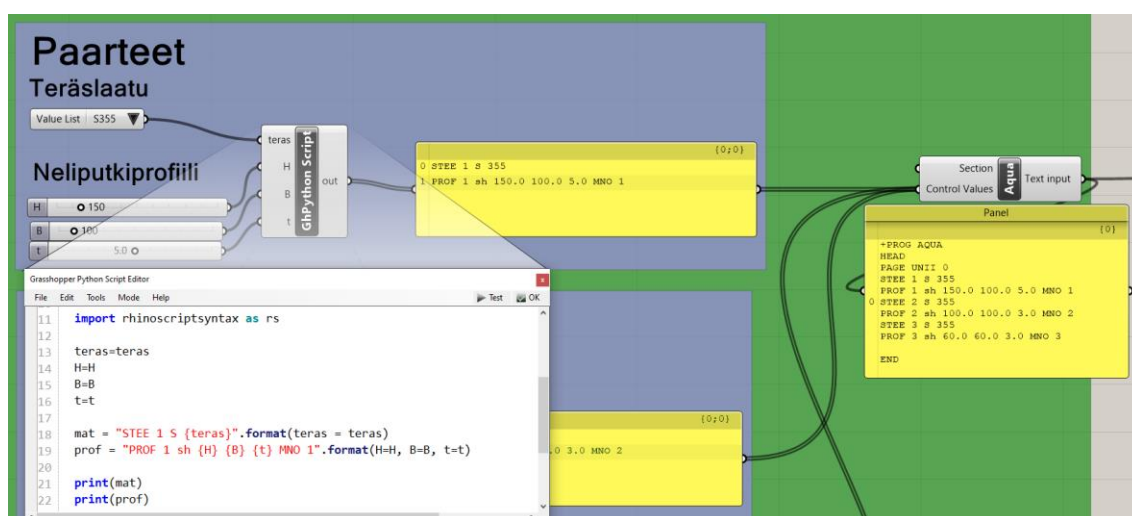 Paarteet
Teräslaatu
Value List S355
Neliputkiprofiili
H 150
B 100
t 5.0
teras
H
B
t
GhPython Script
out
{0;0}
0 STEE 1 S 355
1 PROF 1 sh 150.0 100.0 5.0 MNO 1
Section
Control Values
Aqua
Text input
Panel
{0}
+PROG AQUA
HEAD
PAGE UNII 0
STEE 1 S 355
PROF 1 sh 150.0 100.0 5.0 MNO 1
0 STEE 2 S 355
PROF 2 sh 100.0 100.0 3.0 MNO 2
STEE 3 S 355
PROF 3 sh 60.0 60.0 3.0 MNO 3
END
Grasshopper Python Script Editor
x
File Edit Tools Mode Help Test OK
11 import rhinoscriptsyntax as rs
12
13 teras=teras
14 H=H
15 B=B
16 t=t
17
18 mat = "STEE 1 S {teras}".format(teras = teras)
19 prof = "PROF 1 sh {H} {B} {t} MNO 1".format(H=H, B=B, t=t)
20
21 print(mat)
22 print(prof)
{0;0}
.0 3.0 MNO 2